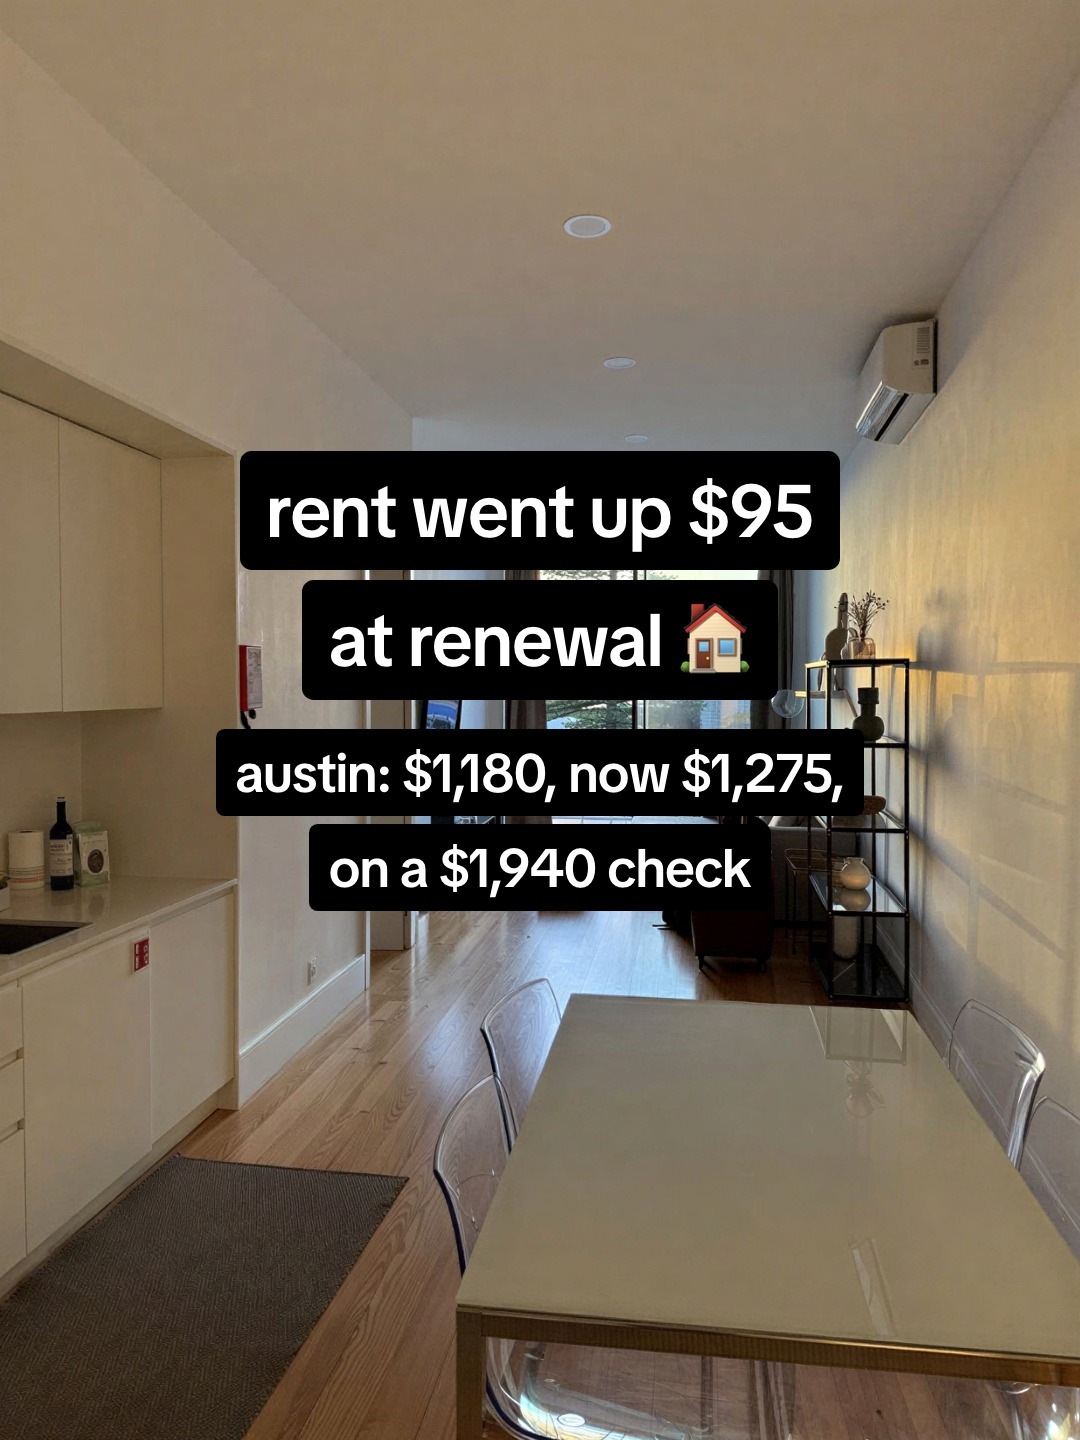 rent went up $95
at renewal 🏠
austin: $1,180, now $1,275,
on a $1,940 check